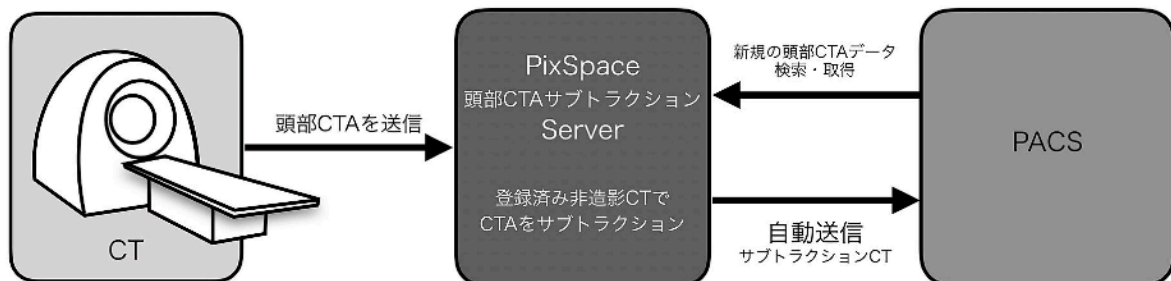 CT
頭部CTAを送信
PixSpace
頭部CTAサブトラクション
Server
登録済み非造影CTで
CTAをサブトラクション
新規の頭部CTAデータ
検索・取得
自動送信
サブトラクションCT
PACS